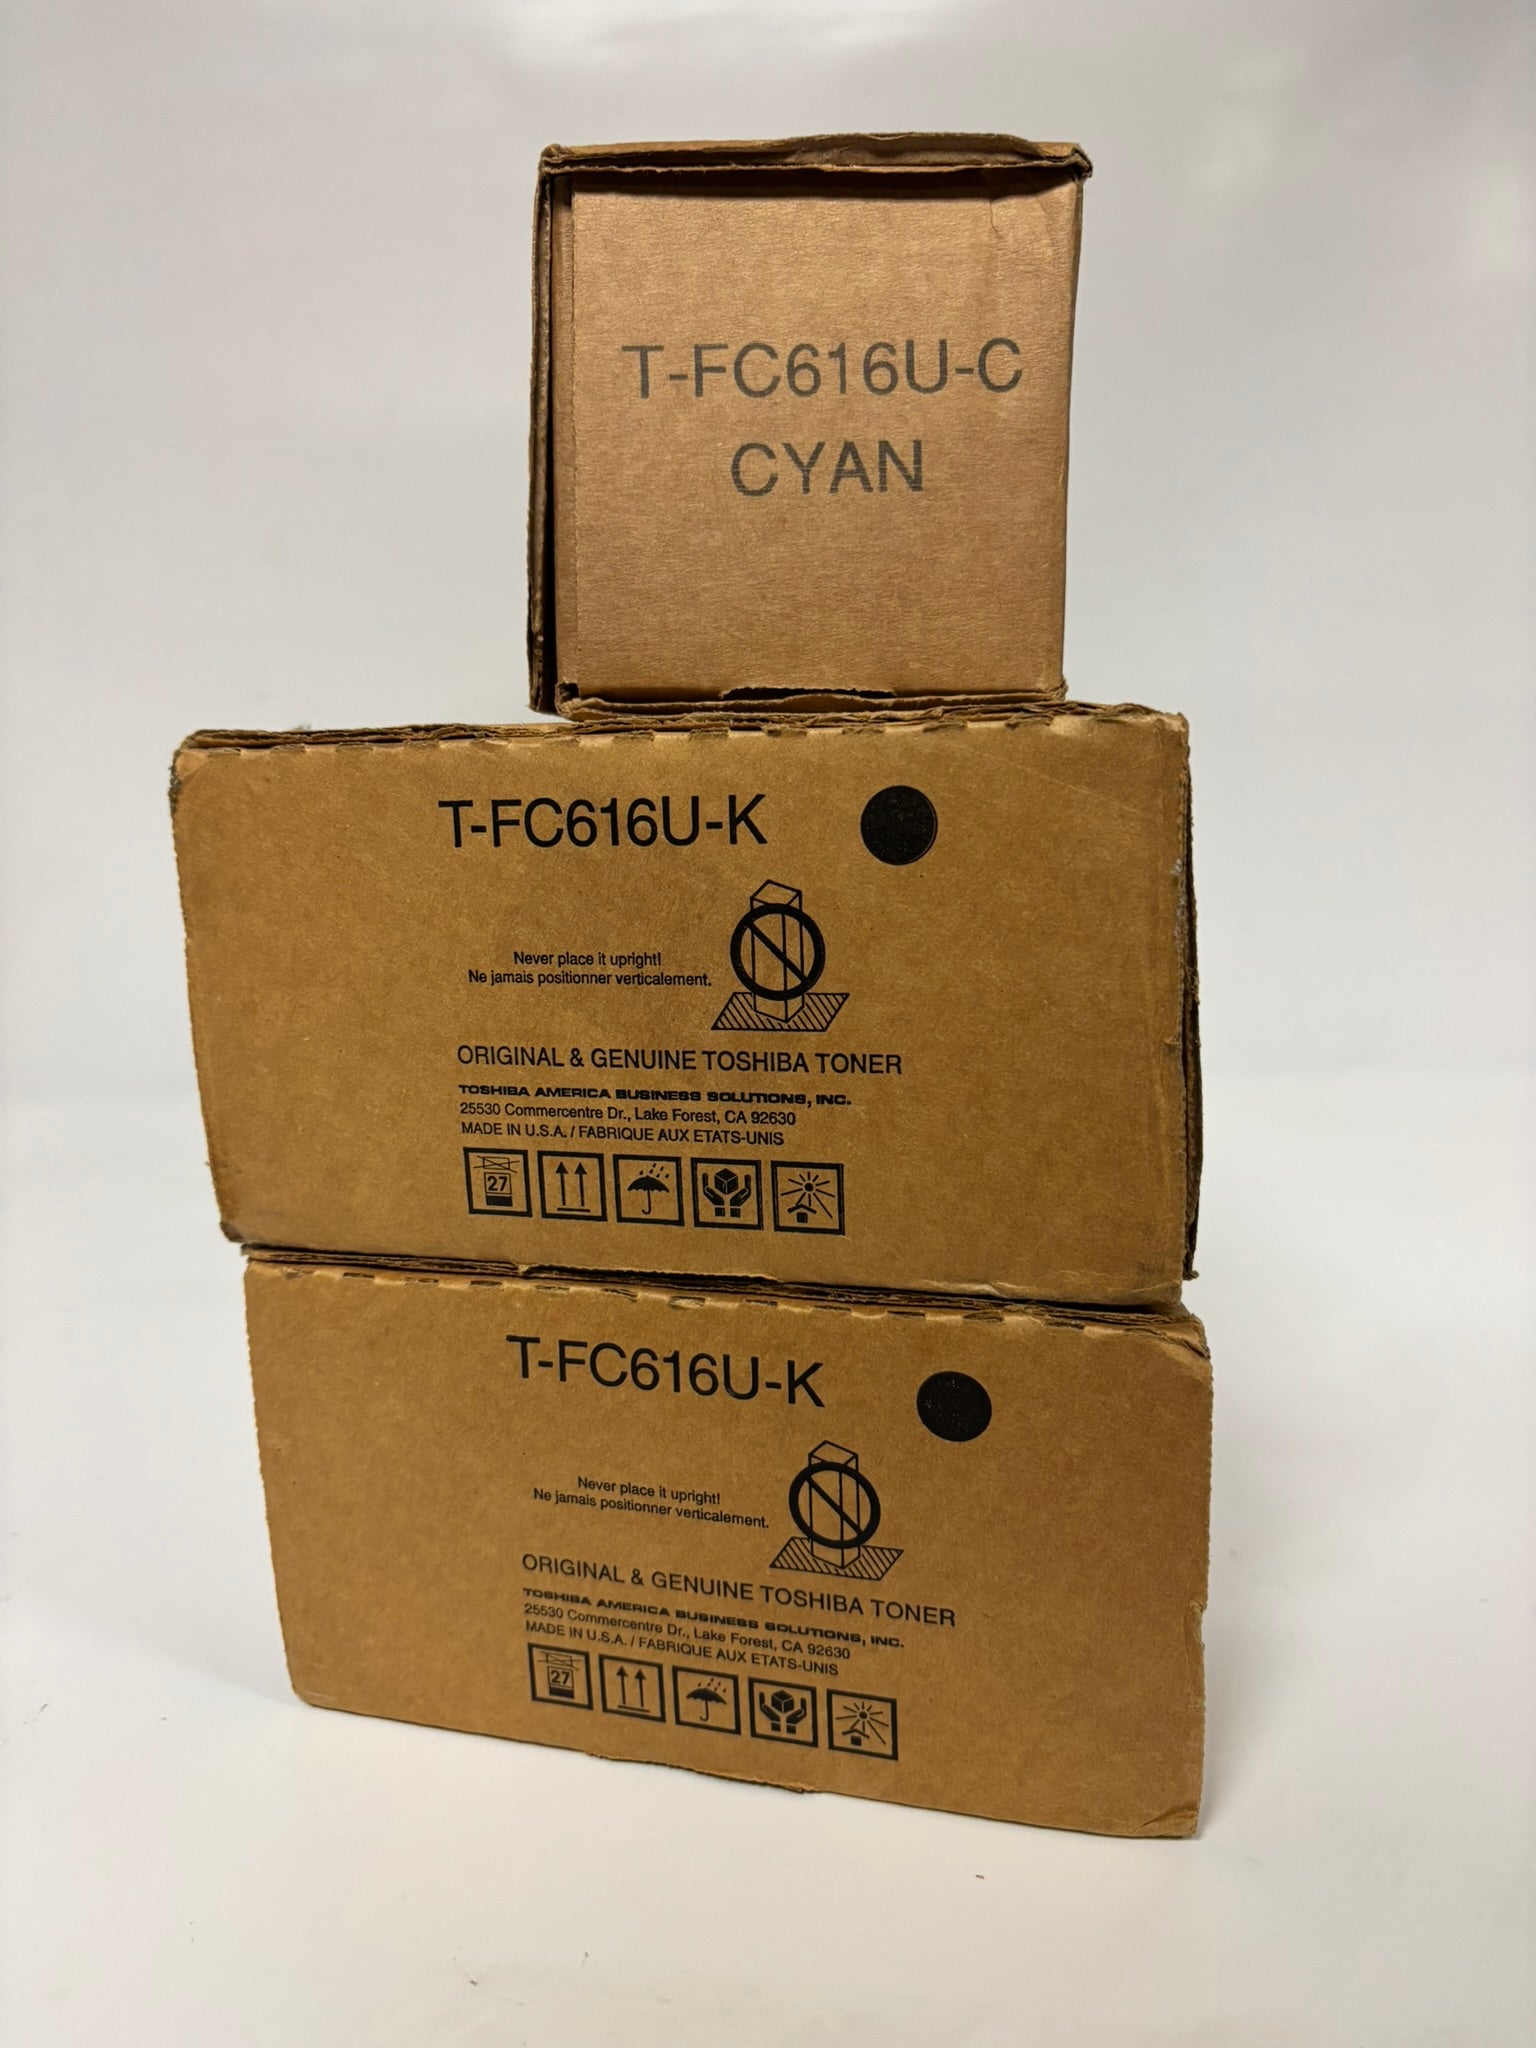 T-FC616U-C
CYAN
T-FC616U-K
Never place it upright!
Ne jamais positionner verticalement.
ORIGINAL & GENUINE TOSHIBA TONER
TOSHIBA AMERICA BUSINESS SOLUTIONS, INC.
25530 Commercentre Dr., Lake Forest, CA 92630
MADE IN U.S.A. / FABRIQUE AUX ETATS-UNIS
27
T-FC616U-K
Never place it upright!
Ne jamais positionner verticalement.
ORIGINAL & GENUINE TOSHIBA TONER
TOSHIBA AMERICA BUSINESS SOLUTIONS, INC.
25530 Commercentre Dr., Lake Forest, CA 92630
MADE IN U.S.A. / FABRIQUE AUX ETATS-UNIS
27